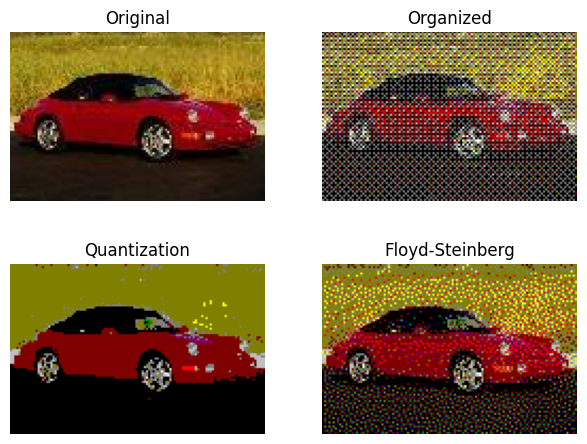 Original
Organized
Quantization
Floyd-Steinberg